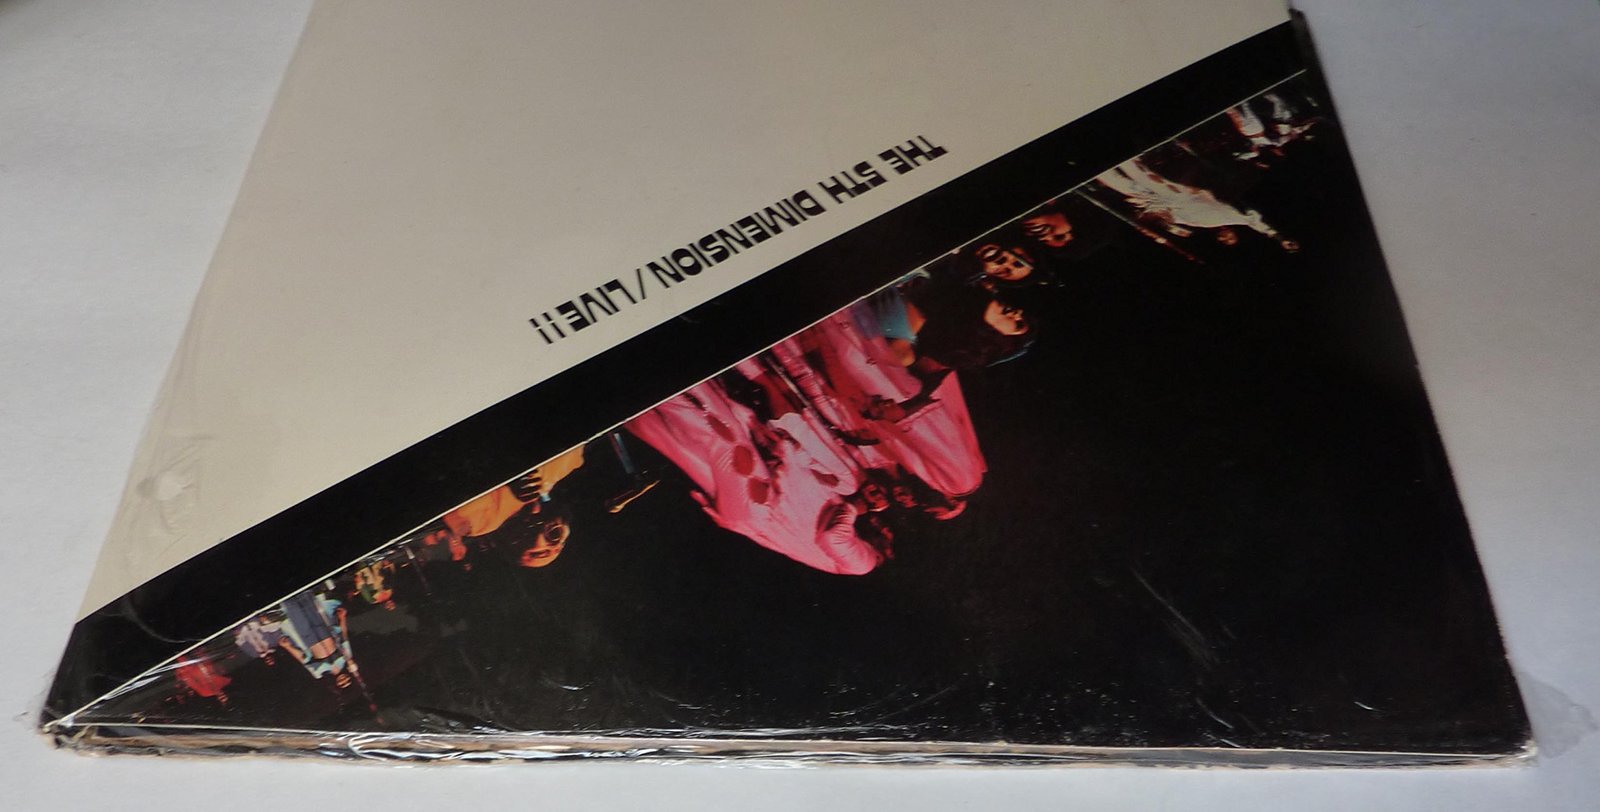 THE 5TH DIMENSION / LIVE!!